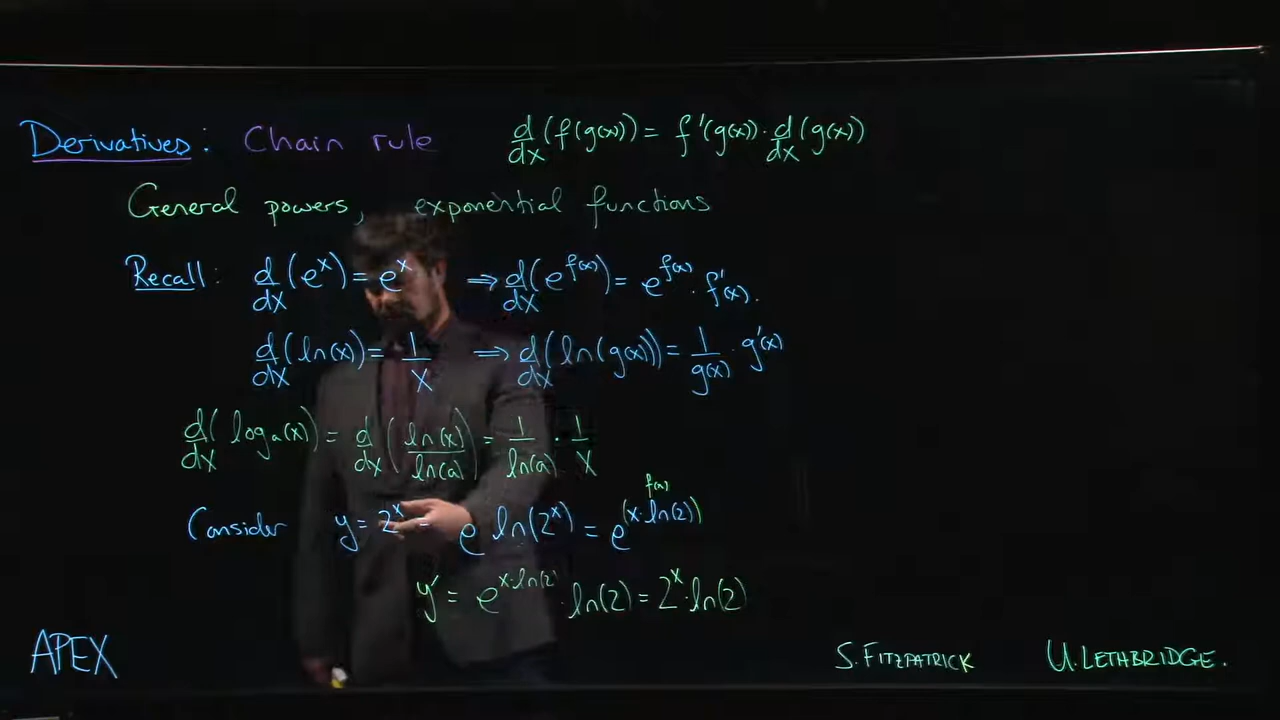 Derivatives: Chain rule d/dx (f(g(x))) = f'(g(x)) · d/dx (g(x))
General powers, exponential functions
Recall: d/dx (e^x) = e^x ⇒ d/dx (e^f(x)) = e^f(x) · f'(x).
d/dx (ln(x)) = 1/x ⇒ d/dx (ln(g(x))) = 1/g(x) · g'(x)
d/dx (log_a(x)) = d/dx (ln(x)/ln(a)) = 1/ln(a) · 1/x
f(x)
Consider y = 2^x = e^ln(2^x) = e^(x·ln(2))
y' = e^x·ln(2) · ln(2) = 2^x · ln(2)
APEX S. FITZPATRICK U. LETHBRIDGE.